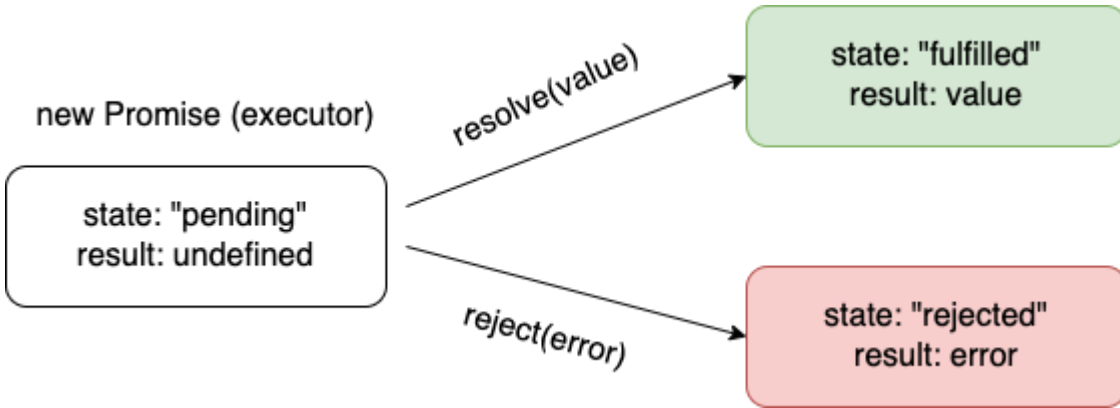 new Promise (executor)
state: "pending"
result: undefined
resolve(value)
reject(error)
state: "fulfilled"
result: value
state: "rejected"
result: error